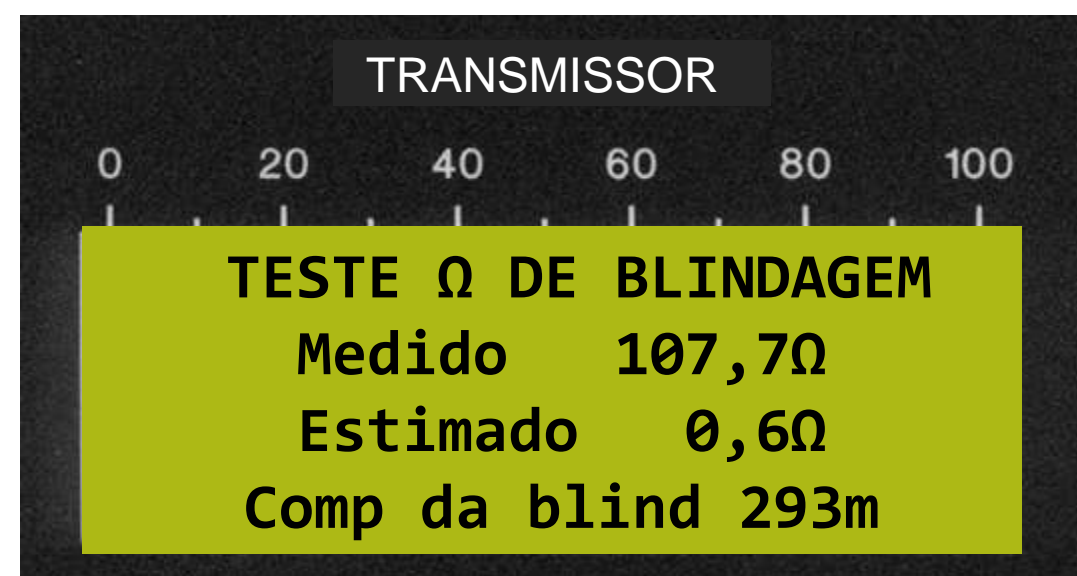 TRANSMISSOR
0 20 40 60 80 100
TESTE Ω DE BLINDAGEM
Medido 107,7Ω
Estimado 0,6Ω
Comp da blind 293m